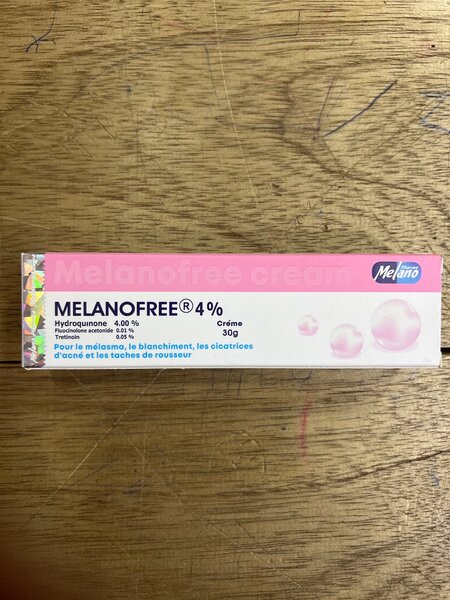 Melanofree cream
Melano
MELANOFREE® 4%
Hydroquinone 4.00 %
Fluocinolone acetonide 0.01 %
Tretinoin 0.05 %
Créme
30g
Pour le mélasma, le blanchiment, les cicatrices
d'acné et les taches de rousseur